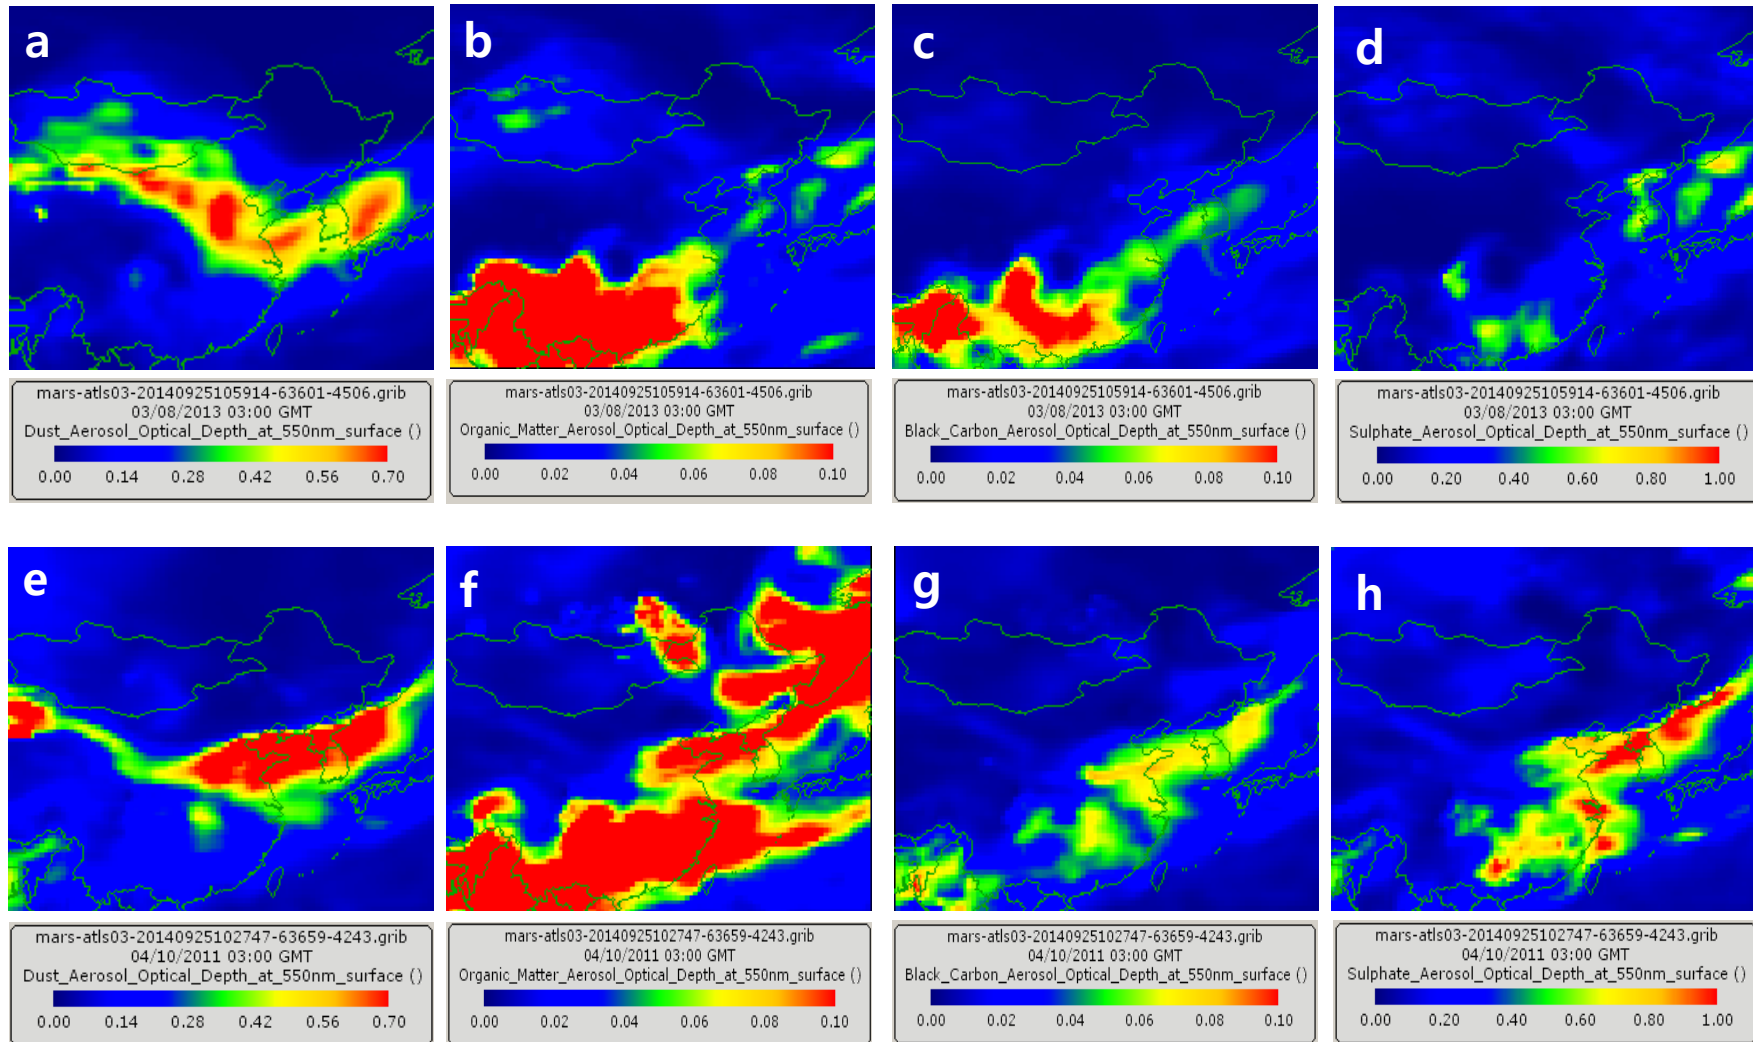 a
b
c
d
mars-atls03-20140925105914-63601-4506.grib
03/08/2013 03:00 GMT
Dust_Aerosol_Optical_Depth_at_550nm_surface ()
0.00 0.14 0.28 0.42 0.56 0.70
mars-atls03-20140925105914-63601-4506.grib
03/08/2013 03:00 GMT
Organic_Matter_Aerosol_Optical_Depth_at_550nm_surface ()
0.00 0.02 0.04 0.06 0.08 0.10
mars-atls03-20140925105914-63601-4506.grib
03/08/2013 03:00 GMT
Black_Carbon_Aerosol_Optical_Depth_at_550nm_surface ()
0.00 0.02 0.04 0.06 0.08 0.10
mars-atls03-20140925105914-63601-4506.grib
03/08/2013 03:00 GMT
Sulphate_Aerosol_Optical_Depth_at_550nm_surface ()
0.00 0.20 0.40 0.60 0.80 1.00
e
f
g
h
mars-atls03-20140925102747-63659-4243.grib
04/10/2011 03:00 GMT
Dust_Aerosol_Optical_Depth_at_550nm_surface ()
0.00 0.14 0.28 0.42 0.56 0.70
mars-atls03-20140925102747-63659-4243.grib
04/10/2011 03:00 GMT
Organic_Matter_Aerosol_Optical_Depth_at_550nm_surface ()
0.00 0.02 0.04 0.06 0.08 0.10
mars-atls03-20140925102747-63659-4243.grib
04/10/2011 03:00 GMT
Black_Carbon_Aerosol_Optical_Depth_at_550nm_surface ()
0.00 0.02 0.04 0.06 0.08 0.10
mars-atls03-20140925102747-63659-4243.grib
04/10/2011 03:00 GMT
Sulphate_Aerosol_Optical_Depth_at_550nm_surface ()
0.00 0.20 0.40 0.60 0.80 1.00